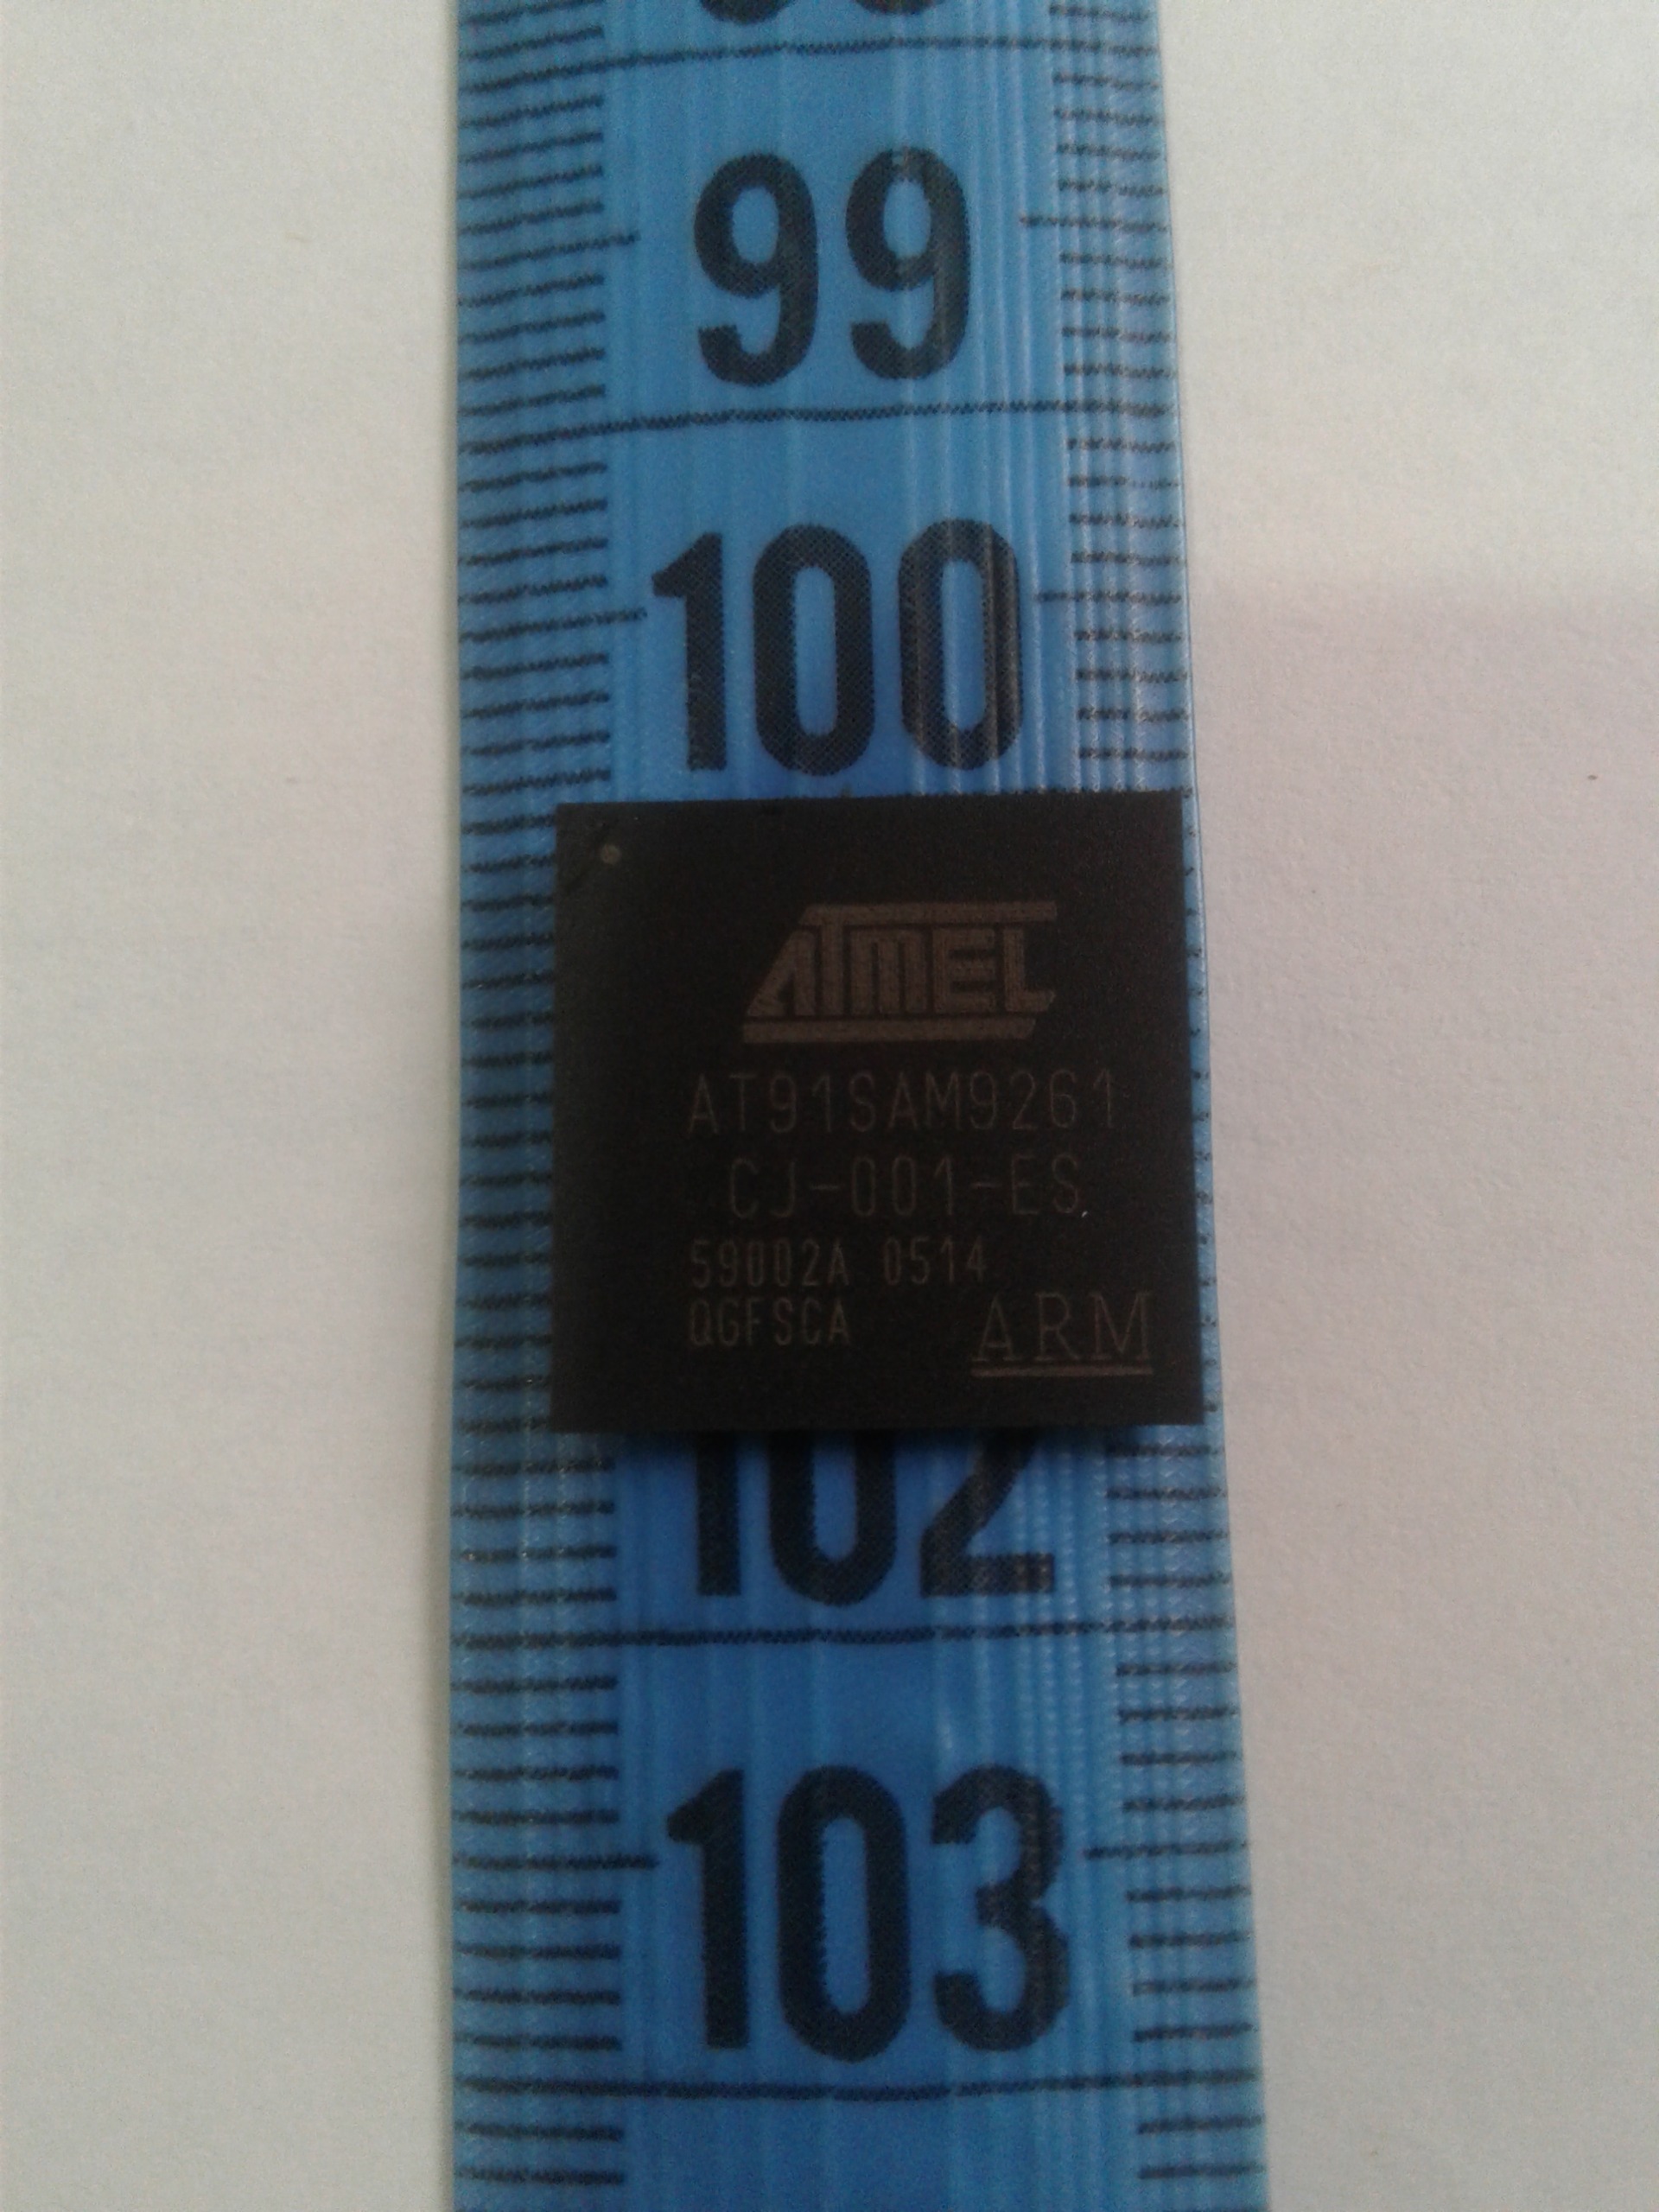 99
100
ATMEL
AT91SAM9261
CJ-001-ES
59002A 0514
QGFSCA ARM
102
103